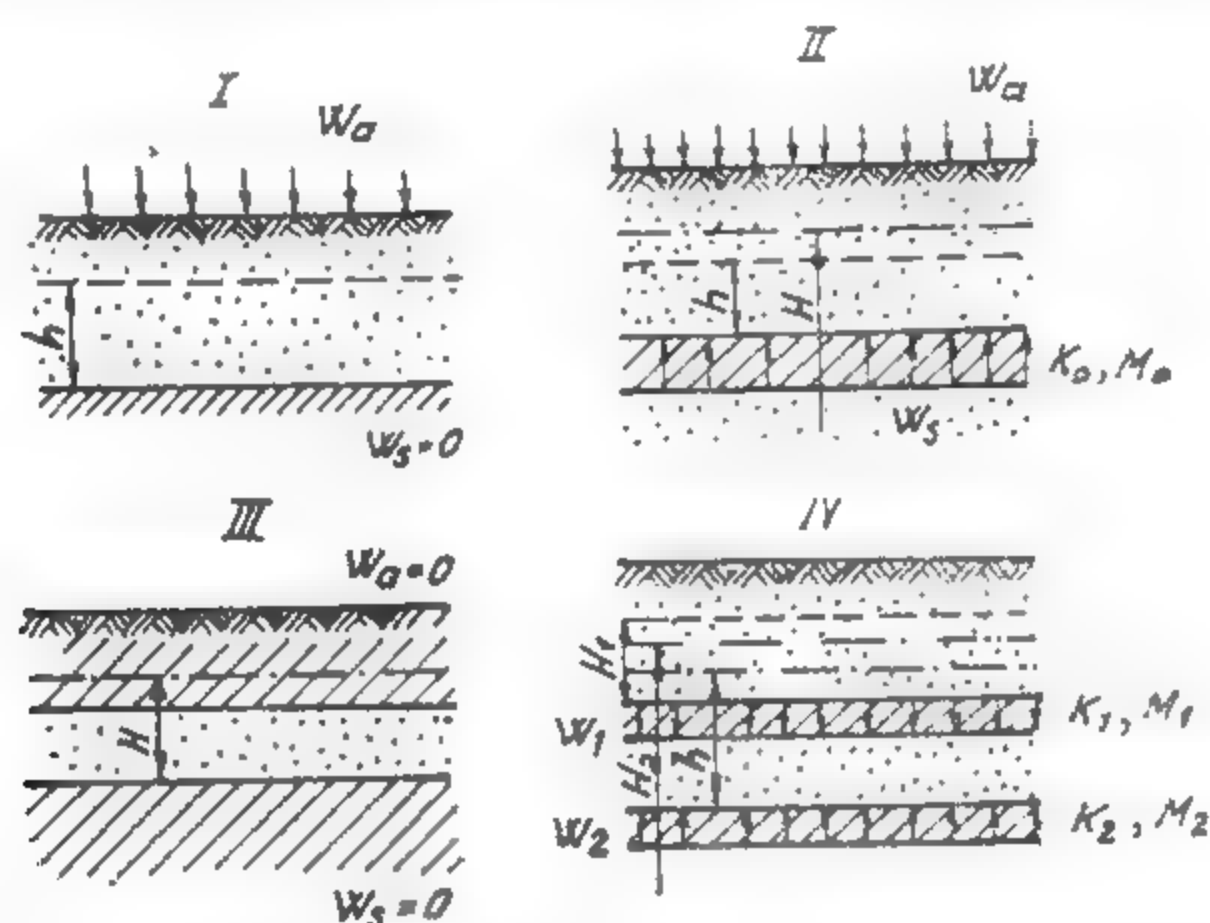 I
Wa
h
Ws=0
II
Wa
h
H
K₀, M₀
Ws
III
Wa=0
H
Ws=0
IV
H₁
W₁
H₂
h
K₁, M₁
W₂
K₂, M₂